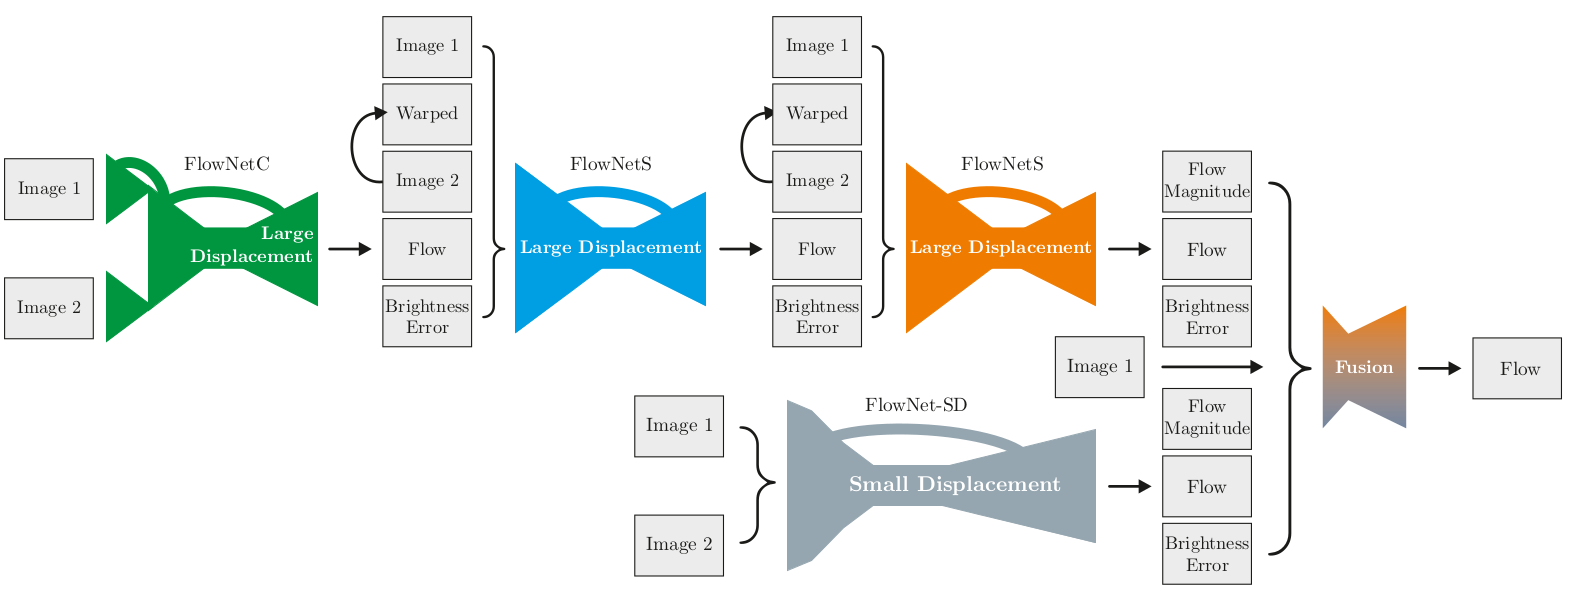 Image 1
Image 2
FlowNetC
Large
Displacement
Image 1
Warped
Image 2
Flow
Brightness
Error
FlowNetS
Large Displacement
Image 1
Warped
Image 2
Flow
Brightness
Error
FlowNetS
Large Displacement
Flow
Magnitude
Flow
Brightness
Error
Image 1
Image 1
Image 2
FlowNet-SD
Small Displacement
Flow
Magnitude
Flow
Brightness
Error
Fusion
Flow